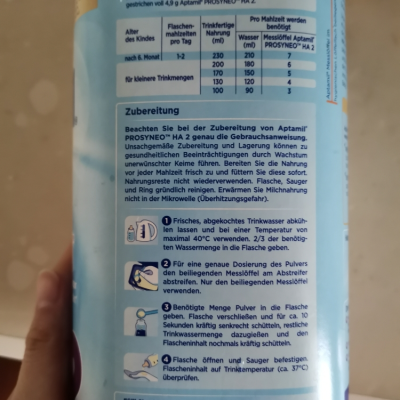 gestrichen voll 4,9 g Aptamil® PROSYNEO™ HA 2.
Pro Mahlzeit werden benötigt
Alter des Kindes Flaschenmahlzeiten pro Tag Trinkfertige Nahrung (ml) Wasser (ml) Messlöffel Aptamil® PROSYNEO™ HA 2
nach 6. Monat 1-2 230 210 7
200 180 6
für kleinere Trinkmengen 170 150 5
130 120 4
100 90 3
Zubereitung
Beachten Sie bei der Zubereitung von Aptamil®
PROSYNEO™ HA 2 genau die Gebrauchsanweisung.
Unsachgemäße Zubereitung und Lagerung können zu
gesundheitlichen Beeinträchtigungen durch Wachstum
unerwünschter Keime führen. Bereiten Sie die Nahrung
vor jeder Mahlzeit frisch zu und füttern Sie diese sofort.
Nahrungsreste nicht wiederverwenden. Flasche, Sauger
und Ring gründlich reinigen. Erwärmen Sie Milchnahrung
nicht in der Mikrowelle (Überhitzungsgefahr).
1 Frisches, abgekochtes Trinkwasser abküh-
len lassen und bei einer Temperatur von
maximal 40°C verwenden. 2/3 der benötig-
ten Wassermenge in die Flasche geben.
2 Für eine genaue Dosierung des Pulvers
den beiliegenden Messlöffel am Abstreifer
abstreifen. Nur den beiliegenden Messlöffel
verwenden.
3 Benötigte Menge Pulver in die Flasche
geben. Flasche verschließen und für ca. 10
Sekunden kräftig senkrecht schütteln, restliche
Trinkwassermenge dazugießen und den
Flascheninhalt nochmals kräftig schütteln.
4 Flasche öffnen und Sauger befestigen.
Flascheninhalt auf Trinktemperatur (ca. 37°C)
überprüfen.